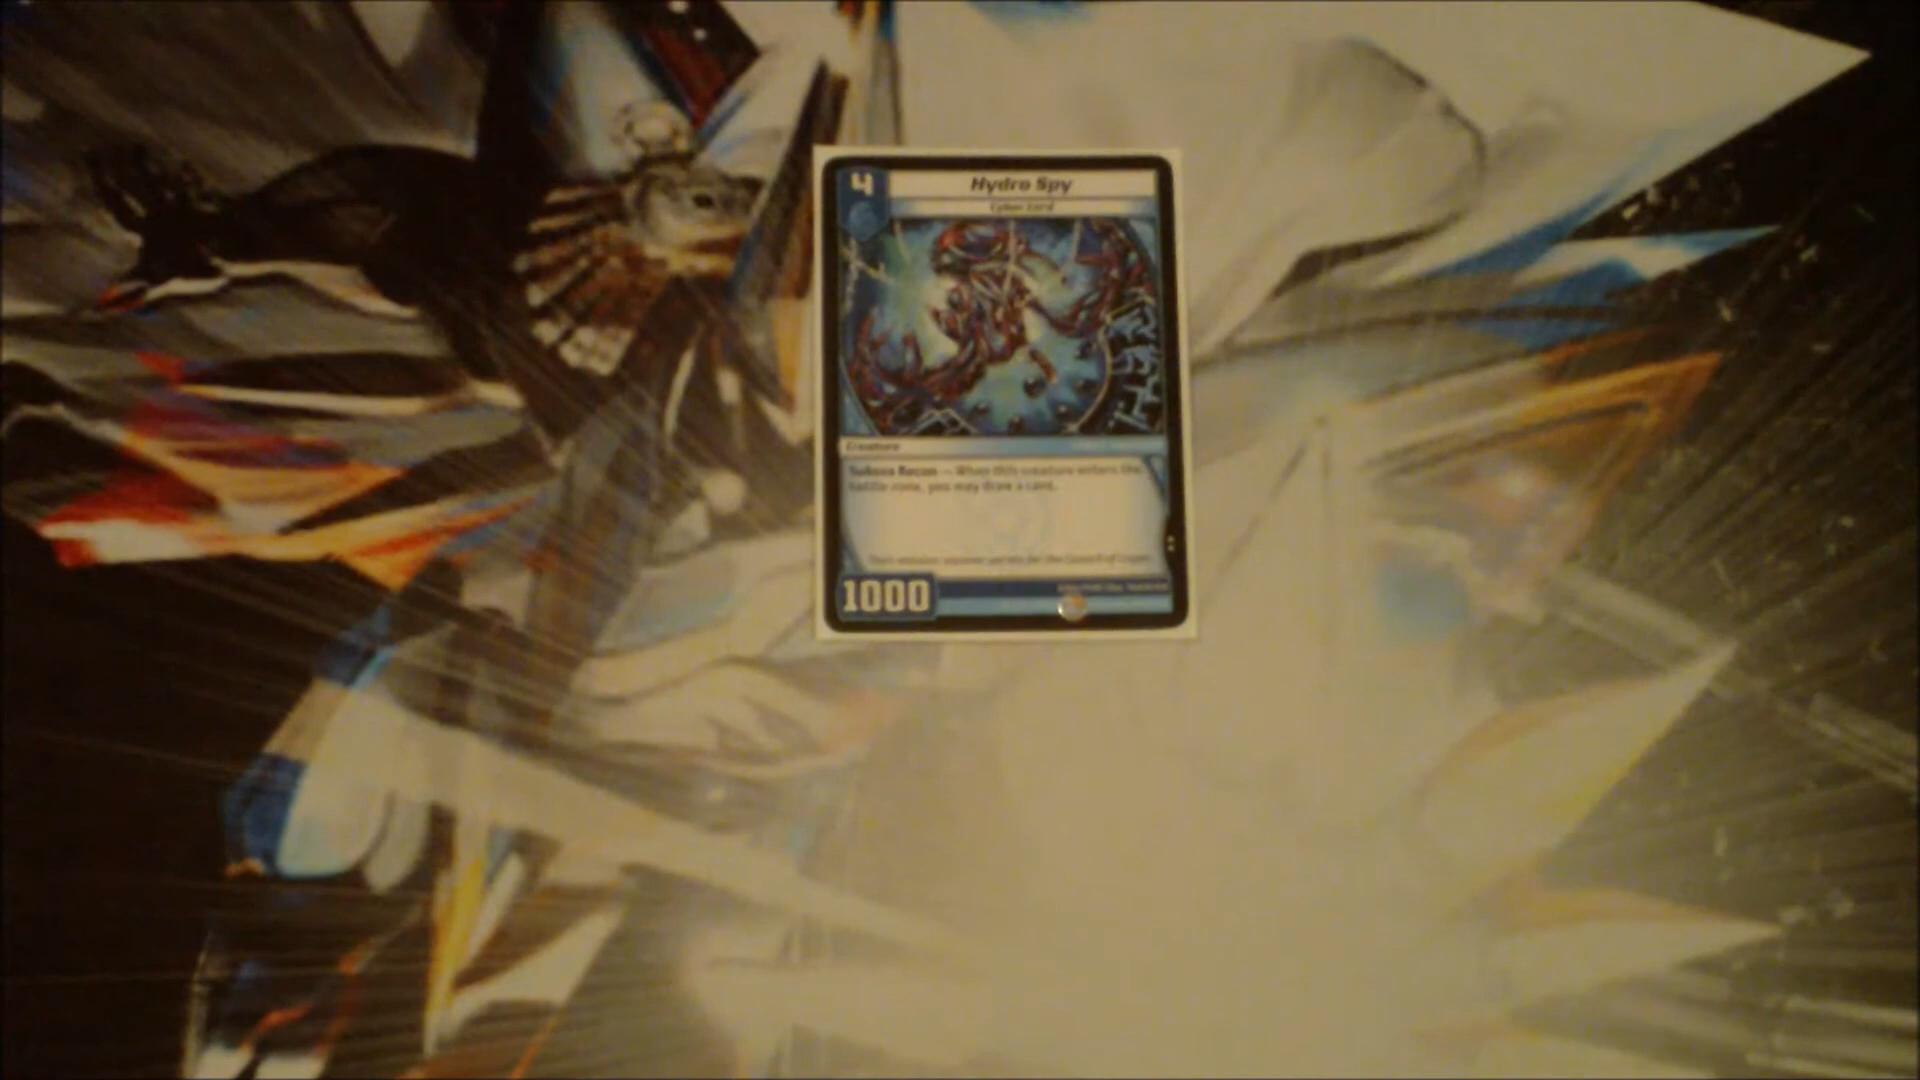 4
Hydro Spy
Cyber Lord
Creature
Subsea Recon — When this creature enters the
battle zone, you may draw a card.
1000